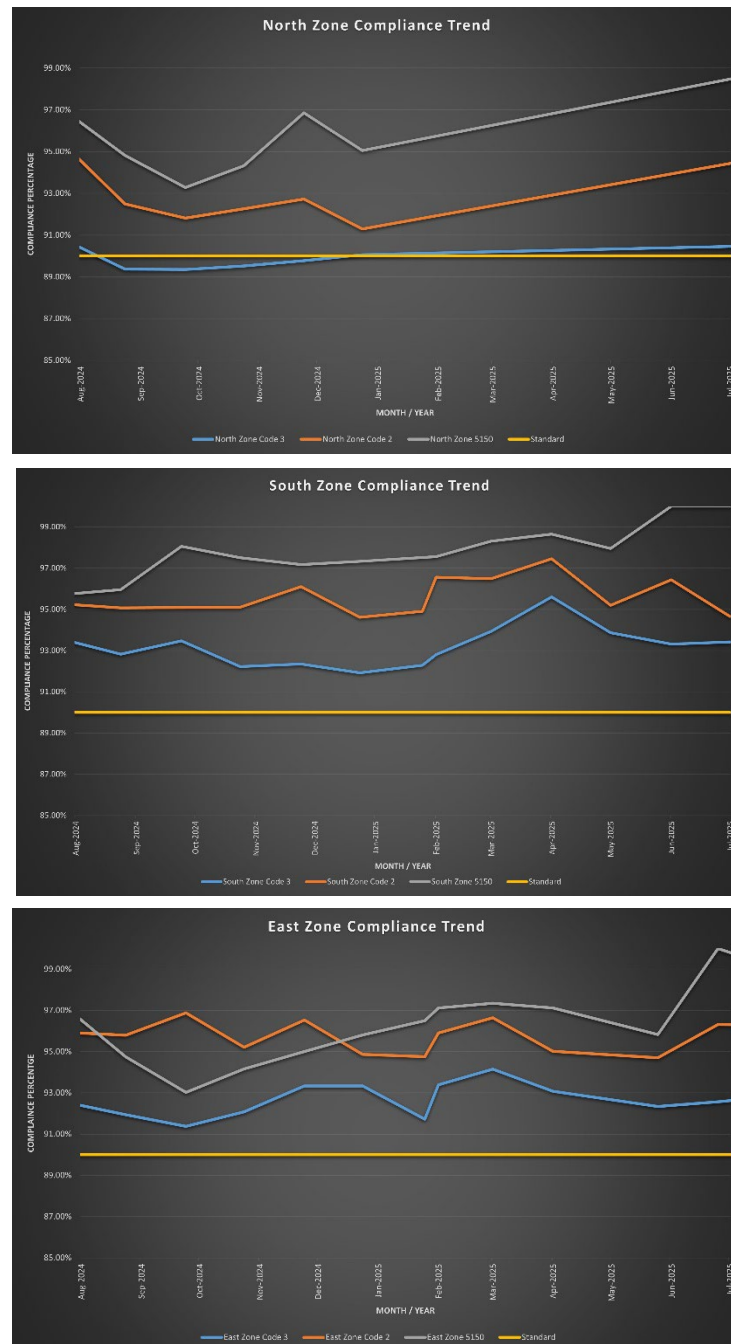 North Zone Compliance Trend
99.00%
97.00%
95.00%
93.00%
91.00%
89.00%
87.00%
85.00%
COMPLIANCE PERCENTAGE
Aug-2024 Sep-2024 Oct-2024 Nov-2024 Dec-2024 Jan-2025 Feb-2025 Mar-2025 Apr-2025 May-2025 Jun-2025 Jul-2025
MONTH / YEAR
North Zone Code 3 North Zone Code 2 North Zone 5150 Standard
South Zone Compliance Trend
99.00%
97.00%
95.00%
93.00%
91.00%
89.00%
87.00%
85.00%
COMPLIANCE PERCENTAGE
Aug-2024 Sep-2024 Oct-2024 Nov-2024 Dec-2024 Jan-2025 Feb-2025 Mar-2025 Apr-2025 May-2025 Jun-2025 Jul-2025
MONTH / YEAR
South Zone Code 3 South Zone Code 2 South Zone 5150 Standard
East Zone Compliance Trend
99.00%
97.00%
95.00%
93.00%
91.00%
89.00%
87.00%
85.00%
COMPLAINCE PERCENTGE
Aug-2024 Sep-2024 Oct-2024 Nov-2024 Dec-2024 Jan-2025 Feb-2025 Mar-2025 Apr-2025 May-2025 Jun-2025 Jul-2025
MONTH / YEAR
East Zone Code 3 East Zone Code 2 East Zone 5150 Standard